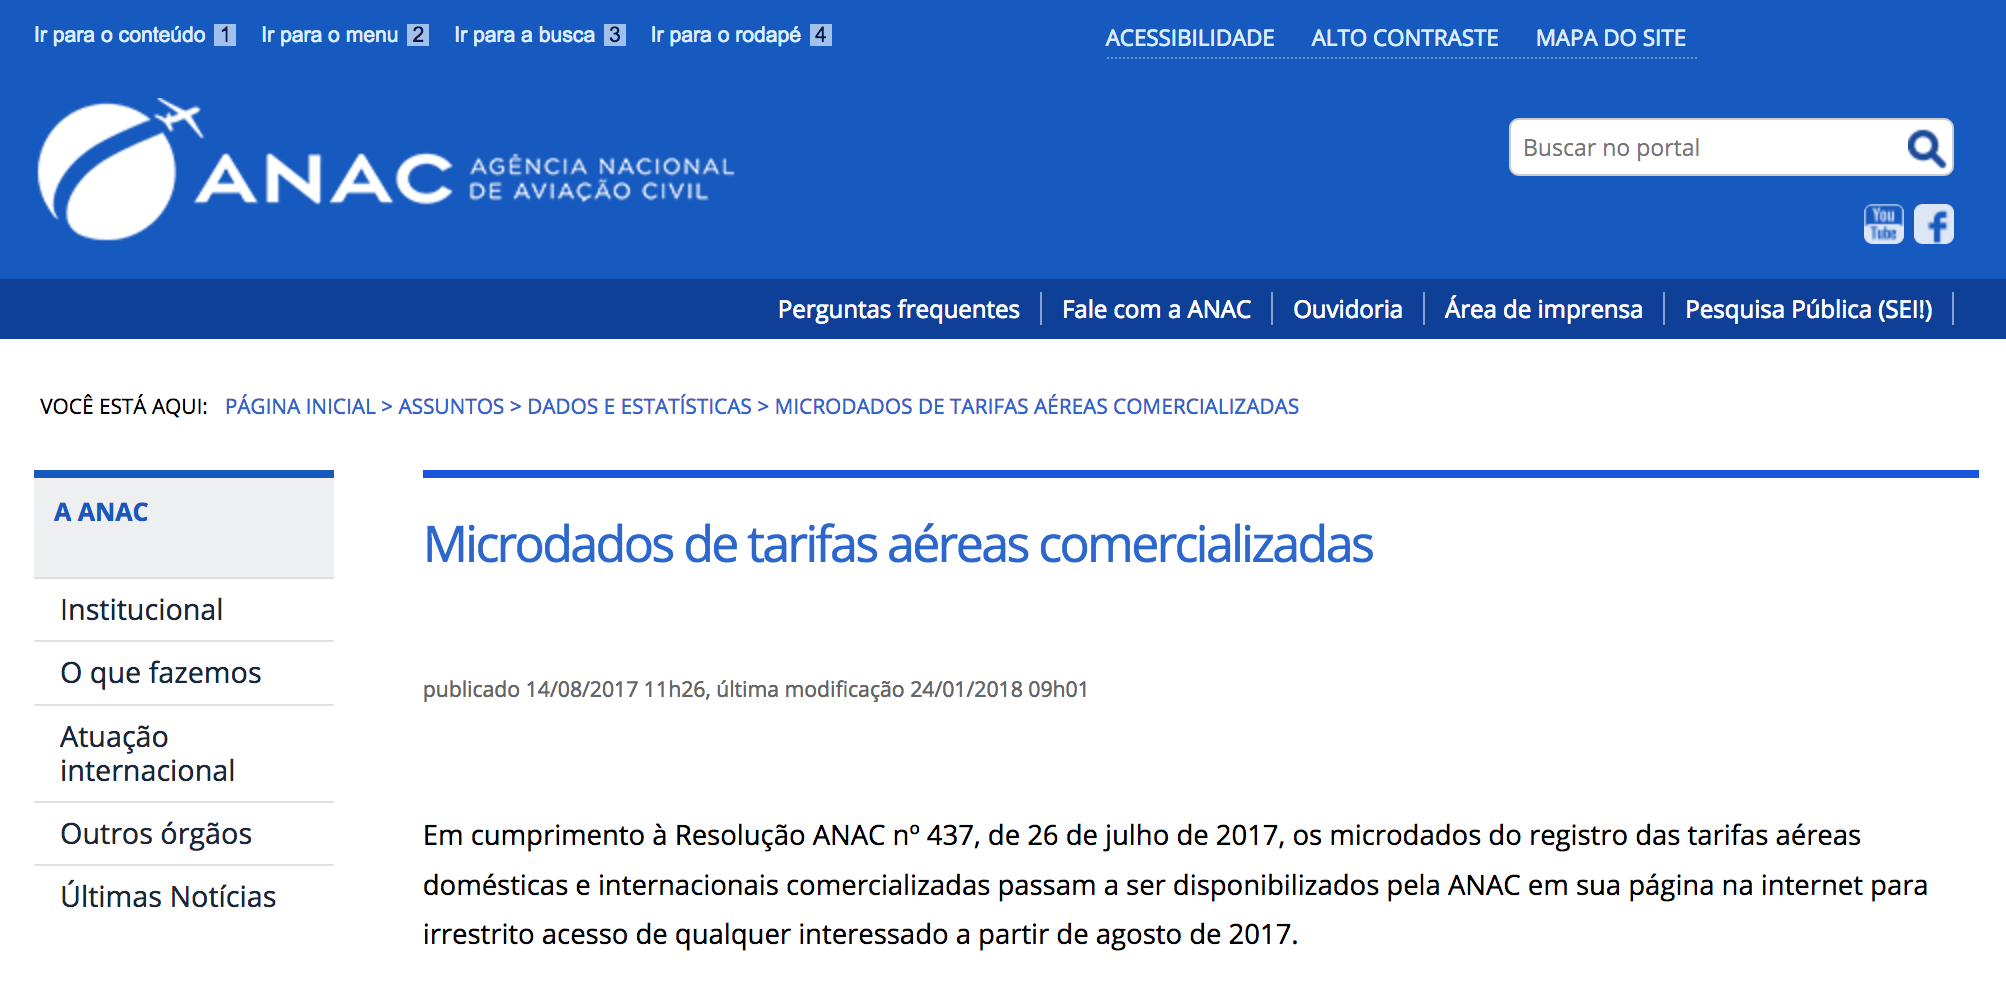 Ir para o conteúdo 1 Ir para o menu 2 Ir para a busca 3 Ir para o rodapé 4
ACESSIBILIDADE ALTO CONTRASTE MAPA DO SITE
ANAC AGÊNCIA NACIONAL
DE AVIAÇÃO CIVIL
Buscar no portal
You
Tube f
Perguntas frequentes Fale com a ANAC Ouvidoria Área de imprensa Pesquisa Pública (SEI!)
VOCÊ ESTÁ AQUI: PÁGINA INICIAL > ASSUNTOS > DADOS E ESTATÍSTICAS > MICRODADOS DE TARIFAS AÉREAS COMERCIALIZADAS
A ANAC
Institucional
O que fazemos
Atuação
internacional
Outros órgãos
Últimas Notícias
Microdados de tarifas aéreas comercializadas
publicado 14/08/2017 11h26, última modificação 24/01/2018 09h01
Em cumprimento à Resolução ANAC nº 437, de 26 de julho de 2017, os microdados do registro das tarifas aéreas
domésticas e internacionais comercializadas passam a ser disponibilizados pela ANAC em sua página na internet para
irrestrito acesso de qualquer interessado a partir de agosto de 2017.